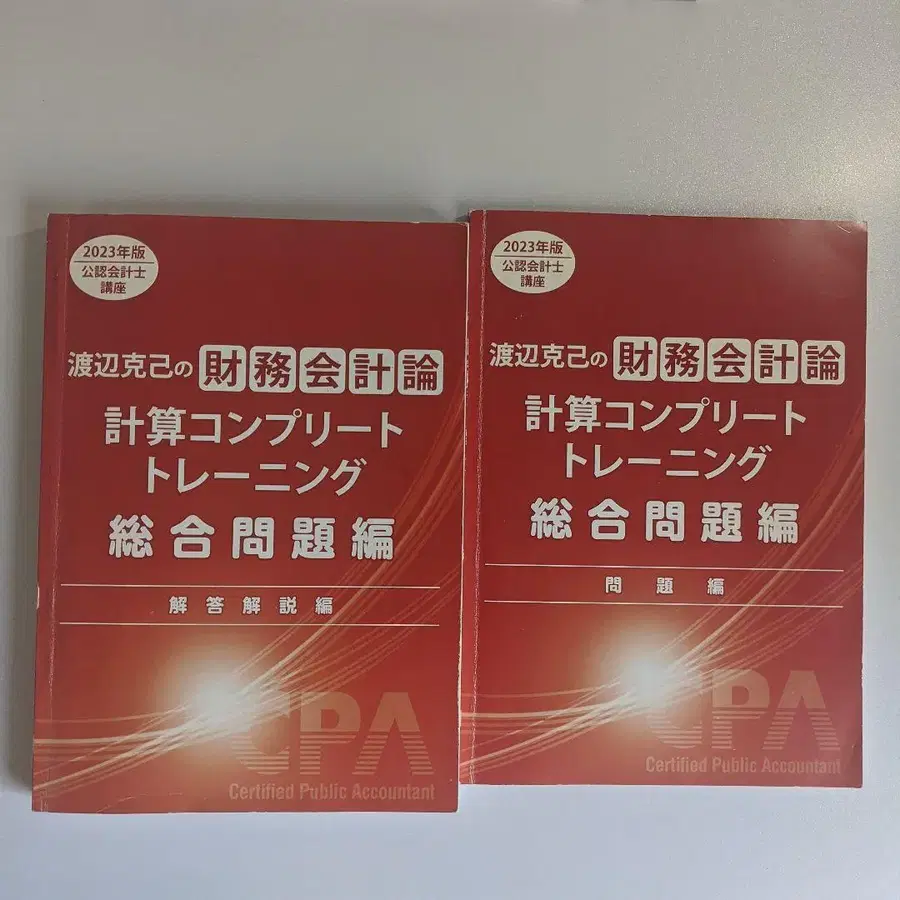 2023年版
公認会計士
講座
渡辺克己の財務会計論
計算コンプリート
トレーニング
総合問題編
解答解説編
CPA
Certified Public Accountant
2023年版
公認会計士
講座
渡辺克己の財務会計論
計算コンプリート
トレーニング
総合問題編
問題編
CPA
Certified Public Accountant